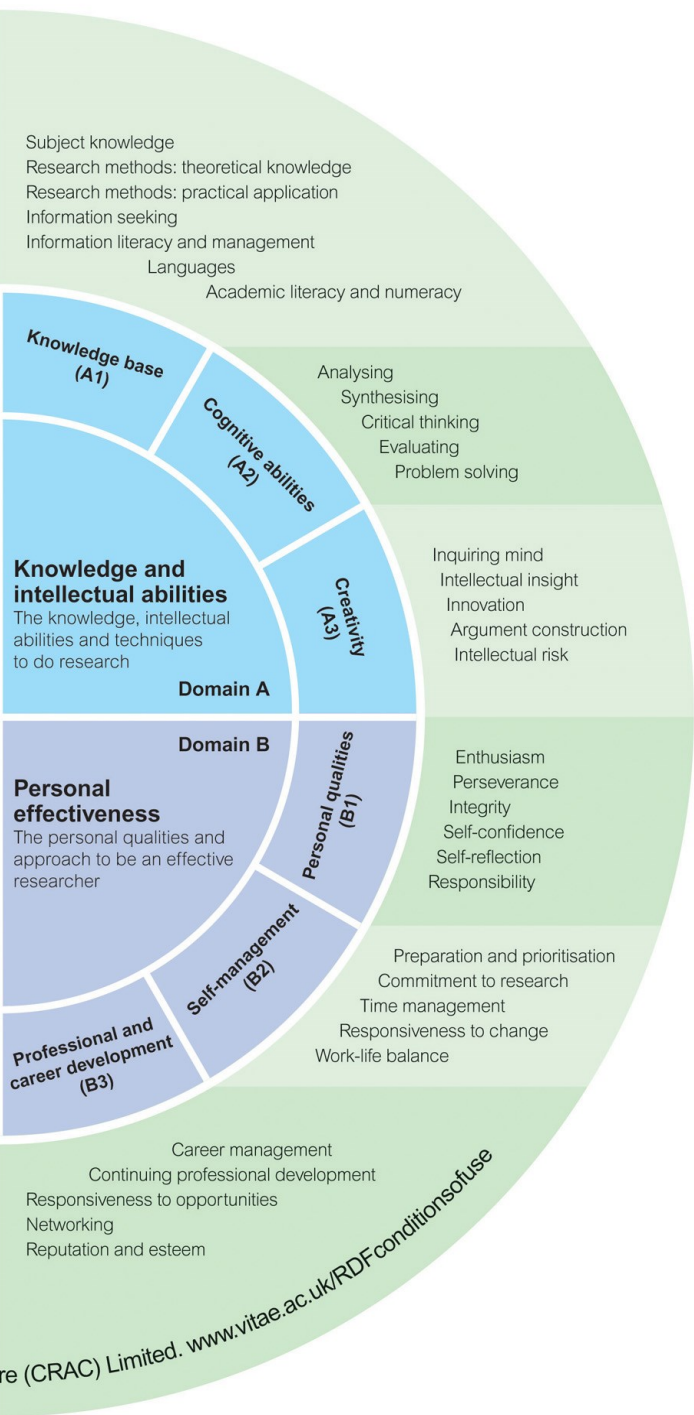 Subject knowledge
Research methods: theoretical knowledge
Research methods: practical application
Information seeking
Information literacy and management
Languages
Academic literacy and numeracy
Knowledge base
(A1)
Analysing
Synthesising
Critical thinking
Evaluating
Problem solving
Cognitive abilities
(A2)
Inquiring mind
Intellectual insight
Innovation
Argument construction
Intellectual risk
Creativity
(A3)
Knowledge and
intellectual abilities
The knowledge, intellectual
abilities and techniques
to do research
Domain A
Domain B
Personal
effectiveness
The personal qualities and
approach to be an effective
researcher
Personal qualities
(B1)
Enthusiasm
Perseverance
Integrity
Self-confidence
Self-reflection
Responsibility
Self-management
(B2)
Preparation and prioritisation
Commitment to research
Time management
Responsiveness to change
Work-life balance
Professional and
career development
(B3)
Career management
Continuing professional development
Responsiveness to opportunities
Networking
Reputation and esteem
re (CRAC) Limited. www.vitae.ac.uk/RDFconditionsofuse